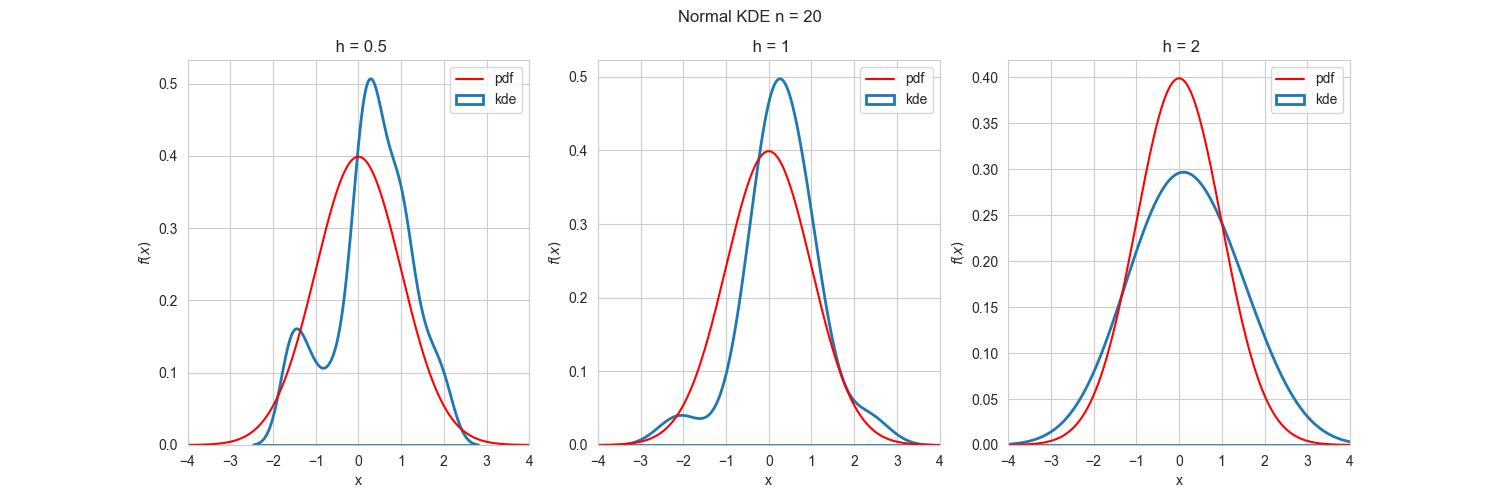 Normal KDE n = 20
h = 0.5
pdf
kde
f(x)
0.5
0.4
0.3
0.2
0.1
0.0
−4 −3 −2 −1 0 1 2 3 4
x
h = 1
pdf
kde
f(x)
0.5
0.4
0.3
0.2
0.1
0.0
−4 −3 −2 −1 0 1 2 3 4
x
h = 2
pdf
kde
f(x)
0.40
0.35
0.30
0.25
0.20
0.15
0.10
0.05
0.00
−4 −3 −2 −1 0 1 2 3 4
x